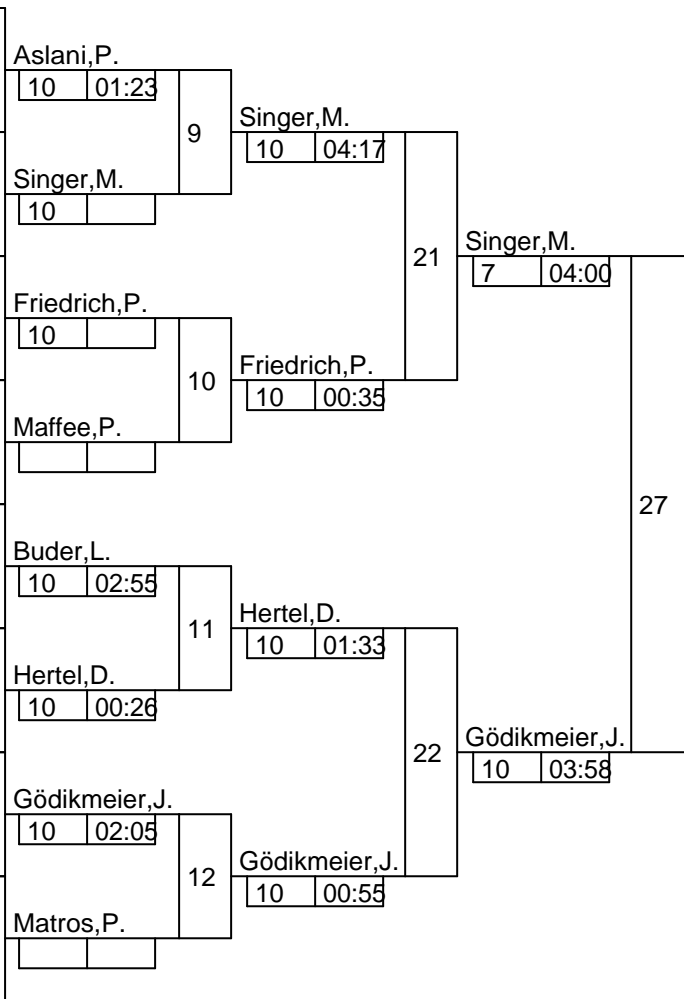 Aslani,P.
10 01:23
9
Singer,M.
10 04:17
Singer,M.
10
21
Singer,M.
7 04:00
Friedrich,P.
10
10
Friedrich,P.
10 00:35
Maffee,P.
27
Buder,L.
10 02:55
11
Hertel,D.
10 01:33
Hertel,D.
10 00:26
22
Gödikmeier,J.
10 03:58
Gödikmeier,J.
10 02:05
12
Gödikmeier,J.
10 00:55
Matros,P.